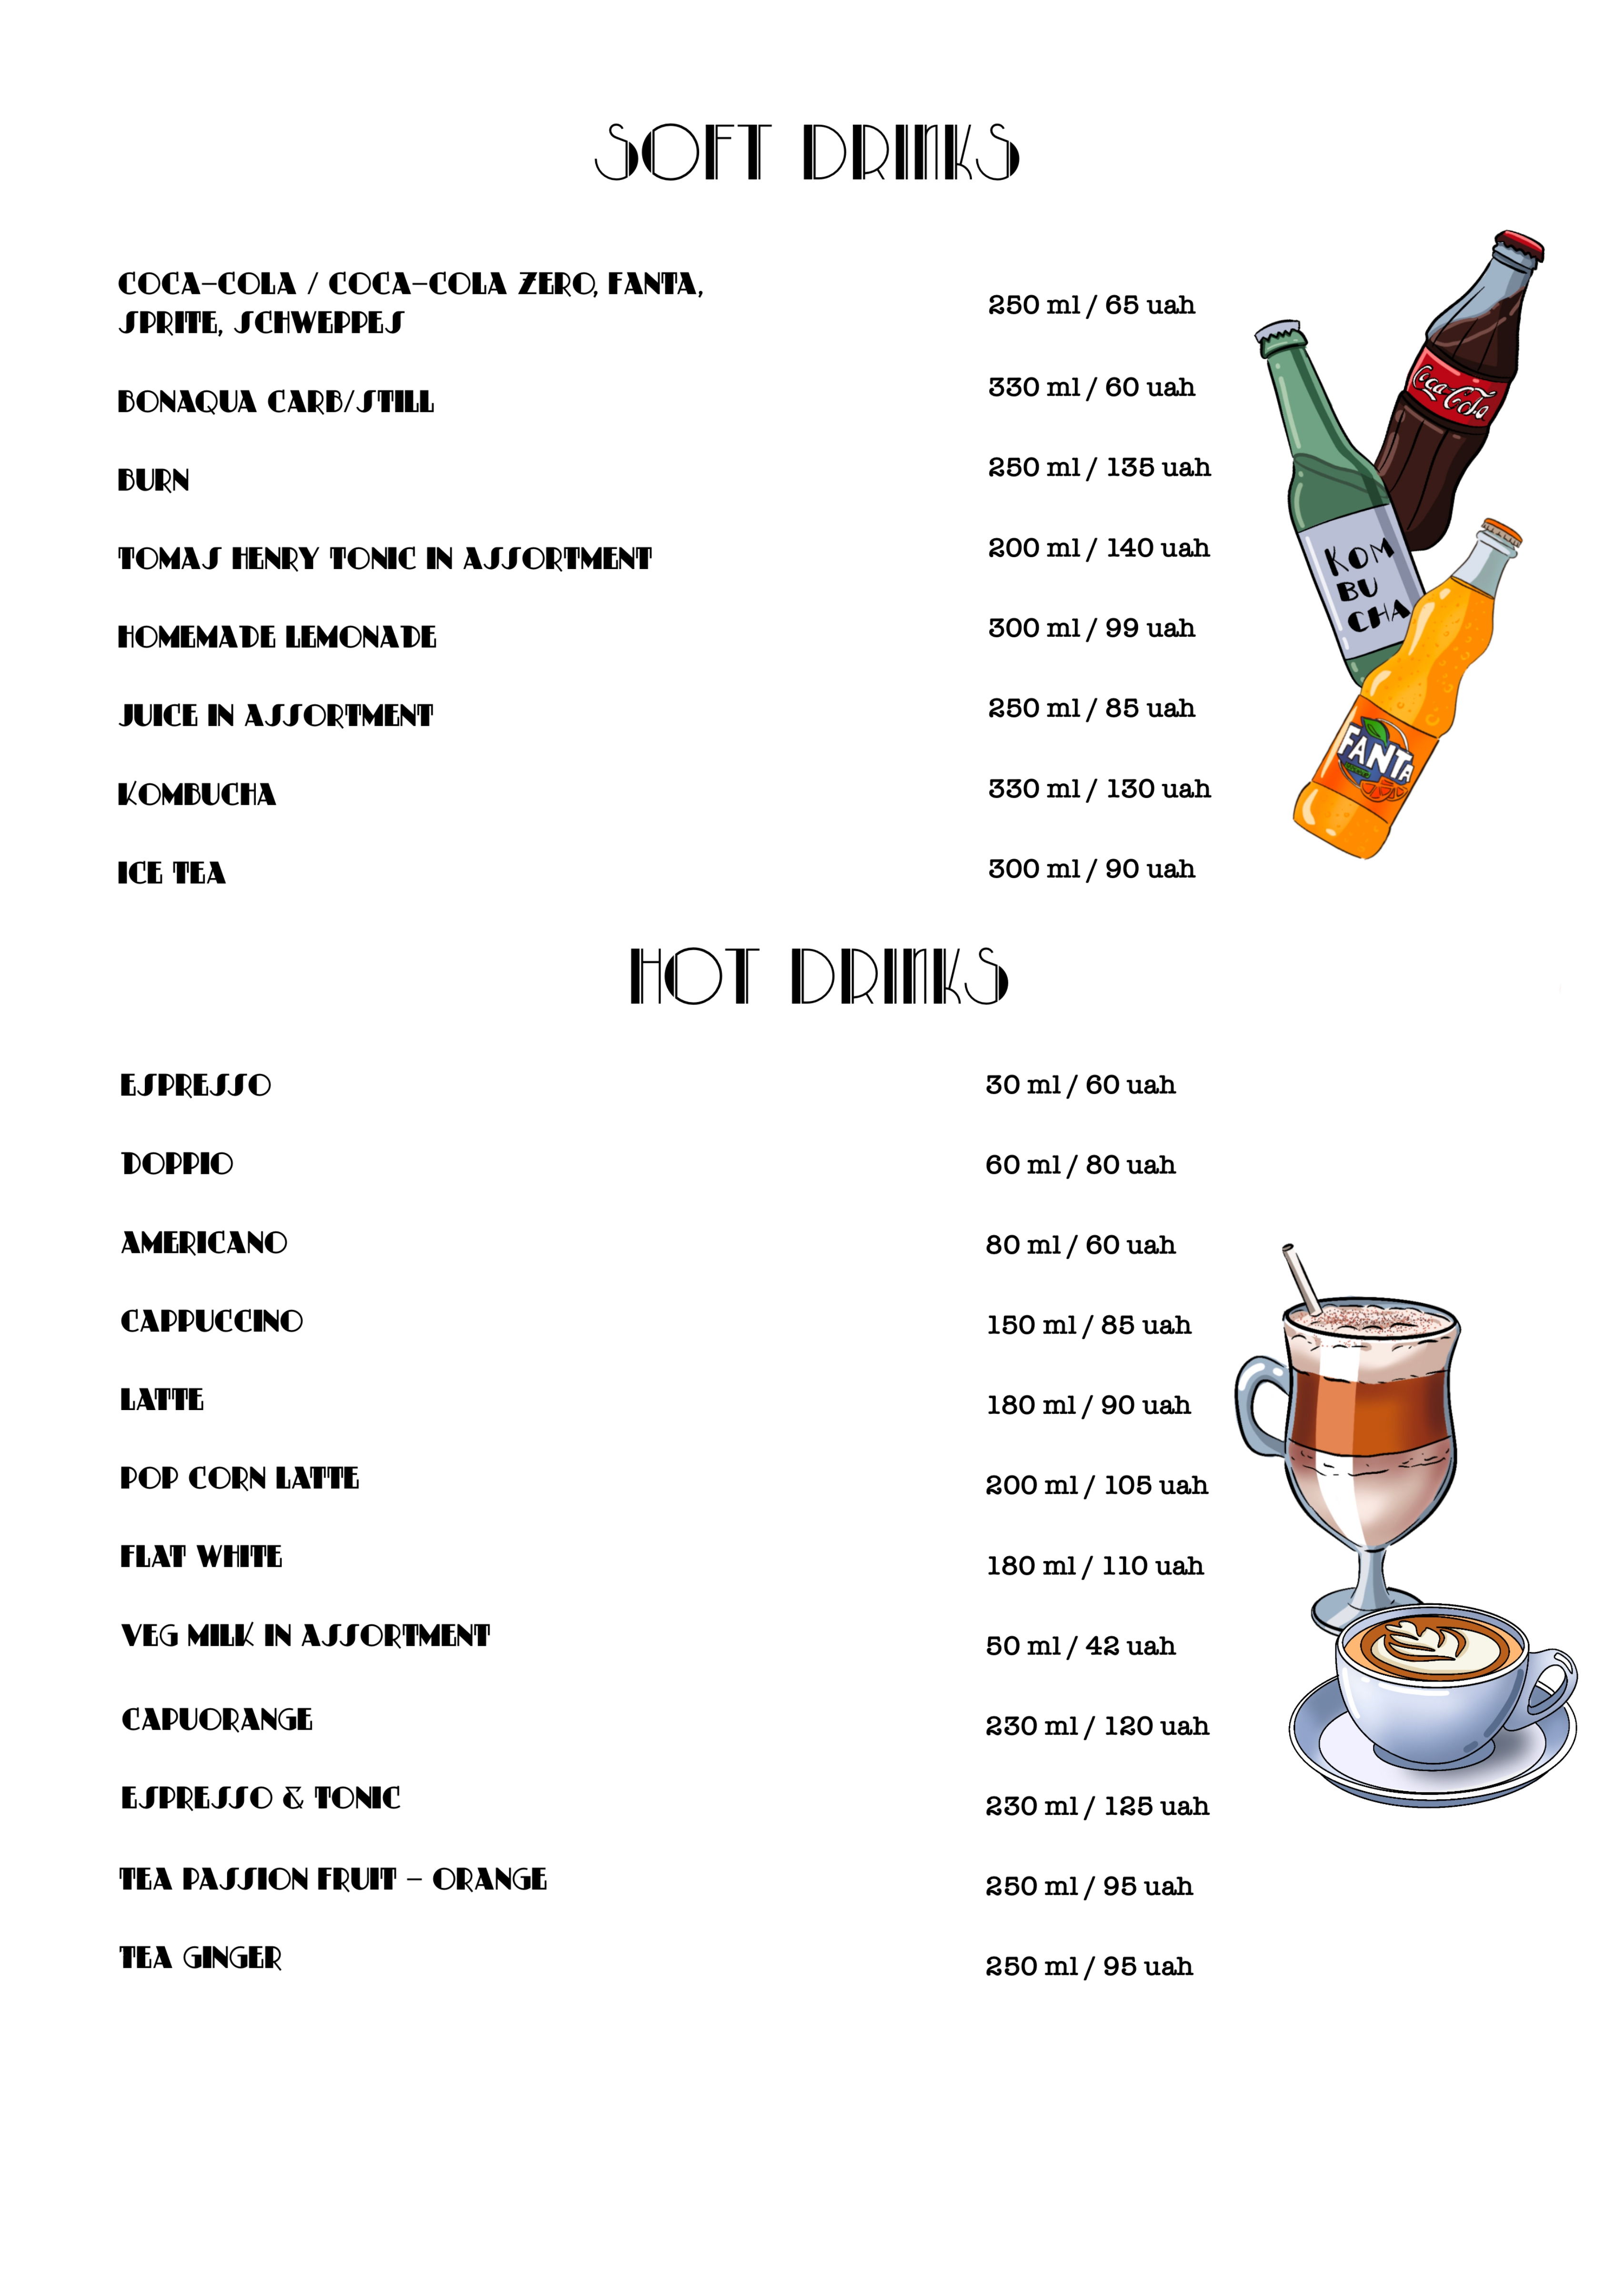 SOFT DRINKS
COCA-COLA / COCA-COLA ZERO, FANTA,
SPRITE, SCHWEPPES
250 ml / 65 uah
BONAQUA CARB/STILL
330 ml / 60 uah
BURN
250 ml / 135 uah
TOMAS HENRY TONIC IN ASSORTMENT
200 ml / 140 uah
HOMEMADE LEMONADE
300 ml / 99 uah
JUICE IN ASSORTMENT
250 ml / 85 uah
KOMBUCHA
330 ml / 130 uah
ICE TEA
300 ml / 90 uah
Coca-Cola
KOM
BU
CHA
FANTA
HOT DRINKS
ESPRESSO
30 ml / 60 uah
DOPPIO
60 ml / 80 uah
AMERICANO
80 ml / 60 uah
CAPPUCCINO
150 ml / 85 uah
LATTE
180 ml / 90 uah
POP CORN LATTE
200 ml / 105 uah
FLAT WHITE
180 ml / 110 uah
VEG MILK IN ASSORTMENT
50 ml / 42 uah
CAPUORANGE
230 ml / 120 uah
ESPRESSO & TONIC
230 ml / 125 uah
TEA PASSION FRUIT - ORANGE
250 ml / 95 uah
TEA GINGER
250 ml / 95 uah